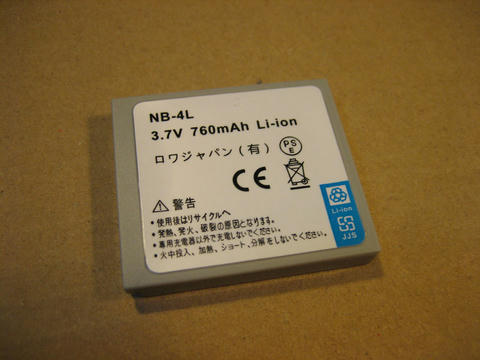 NB-4L
3.7V 760mAh Li-ion
ロワジャパン(有)
PS
E
CE
警告
・使用後はリサイクルへ
・発熱、発火、破裂の原因となります。
・専用充電器以外で充電しないでください。
・火中投入、加熱、ショート、分解をしないでください。
Li-ion
JJS